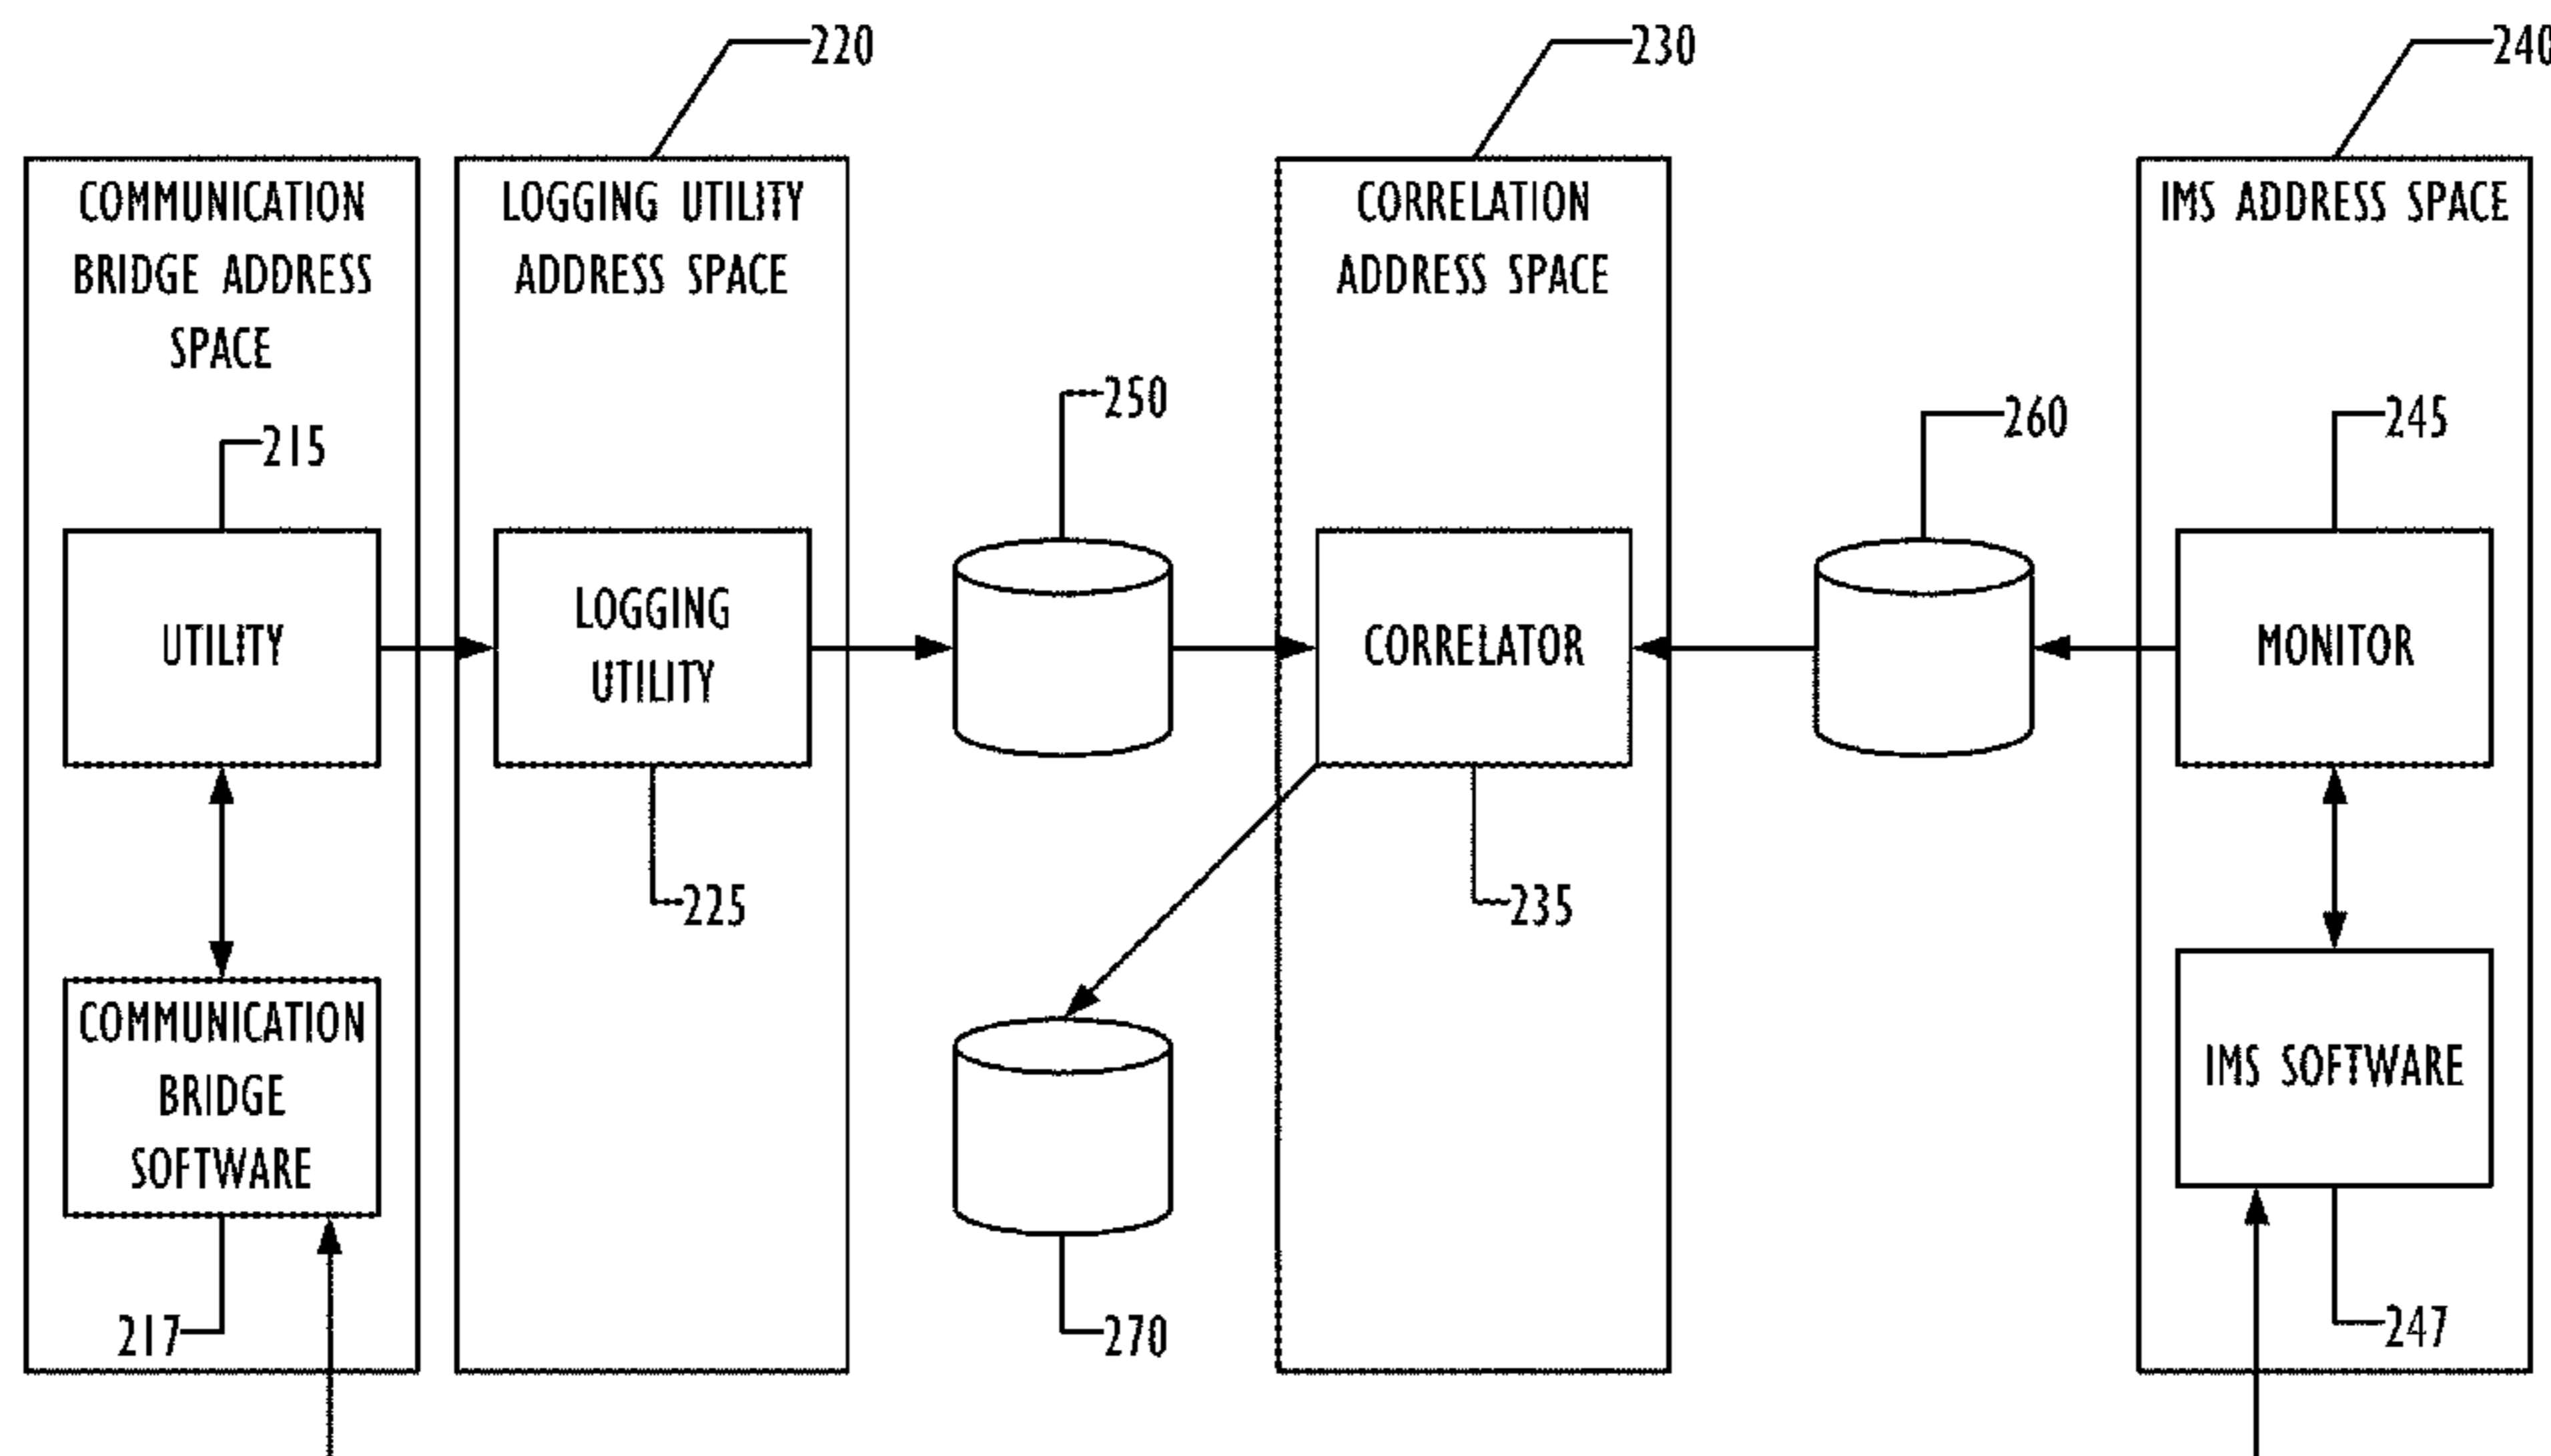 220
230
240
COMMUNICATION
BRIDGE ADDRESS
SPACE
LOGGING UTILITY
ADDRESS SPACE
CORRELATION
ADDRESS SPACE
IMS ADDRESS SPACE
215
250
260
245
UTILITY
LOGGING
UTILITY
CORRELATOR
MONITOR
225
235
COMMUNICATION
BRIDGE
SOFTWARE
IMS SOFTWARE
217
270
247